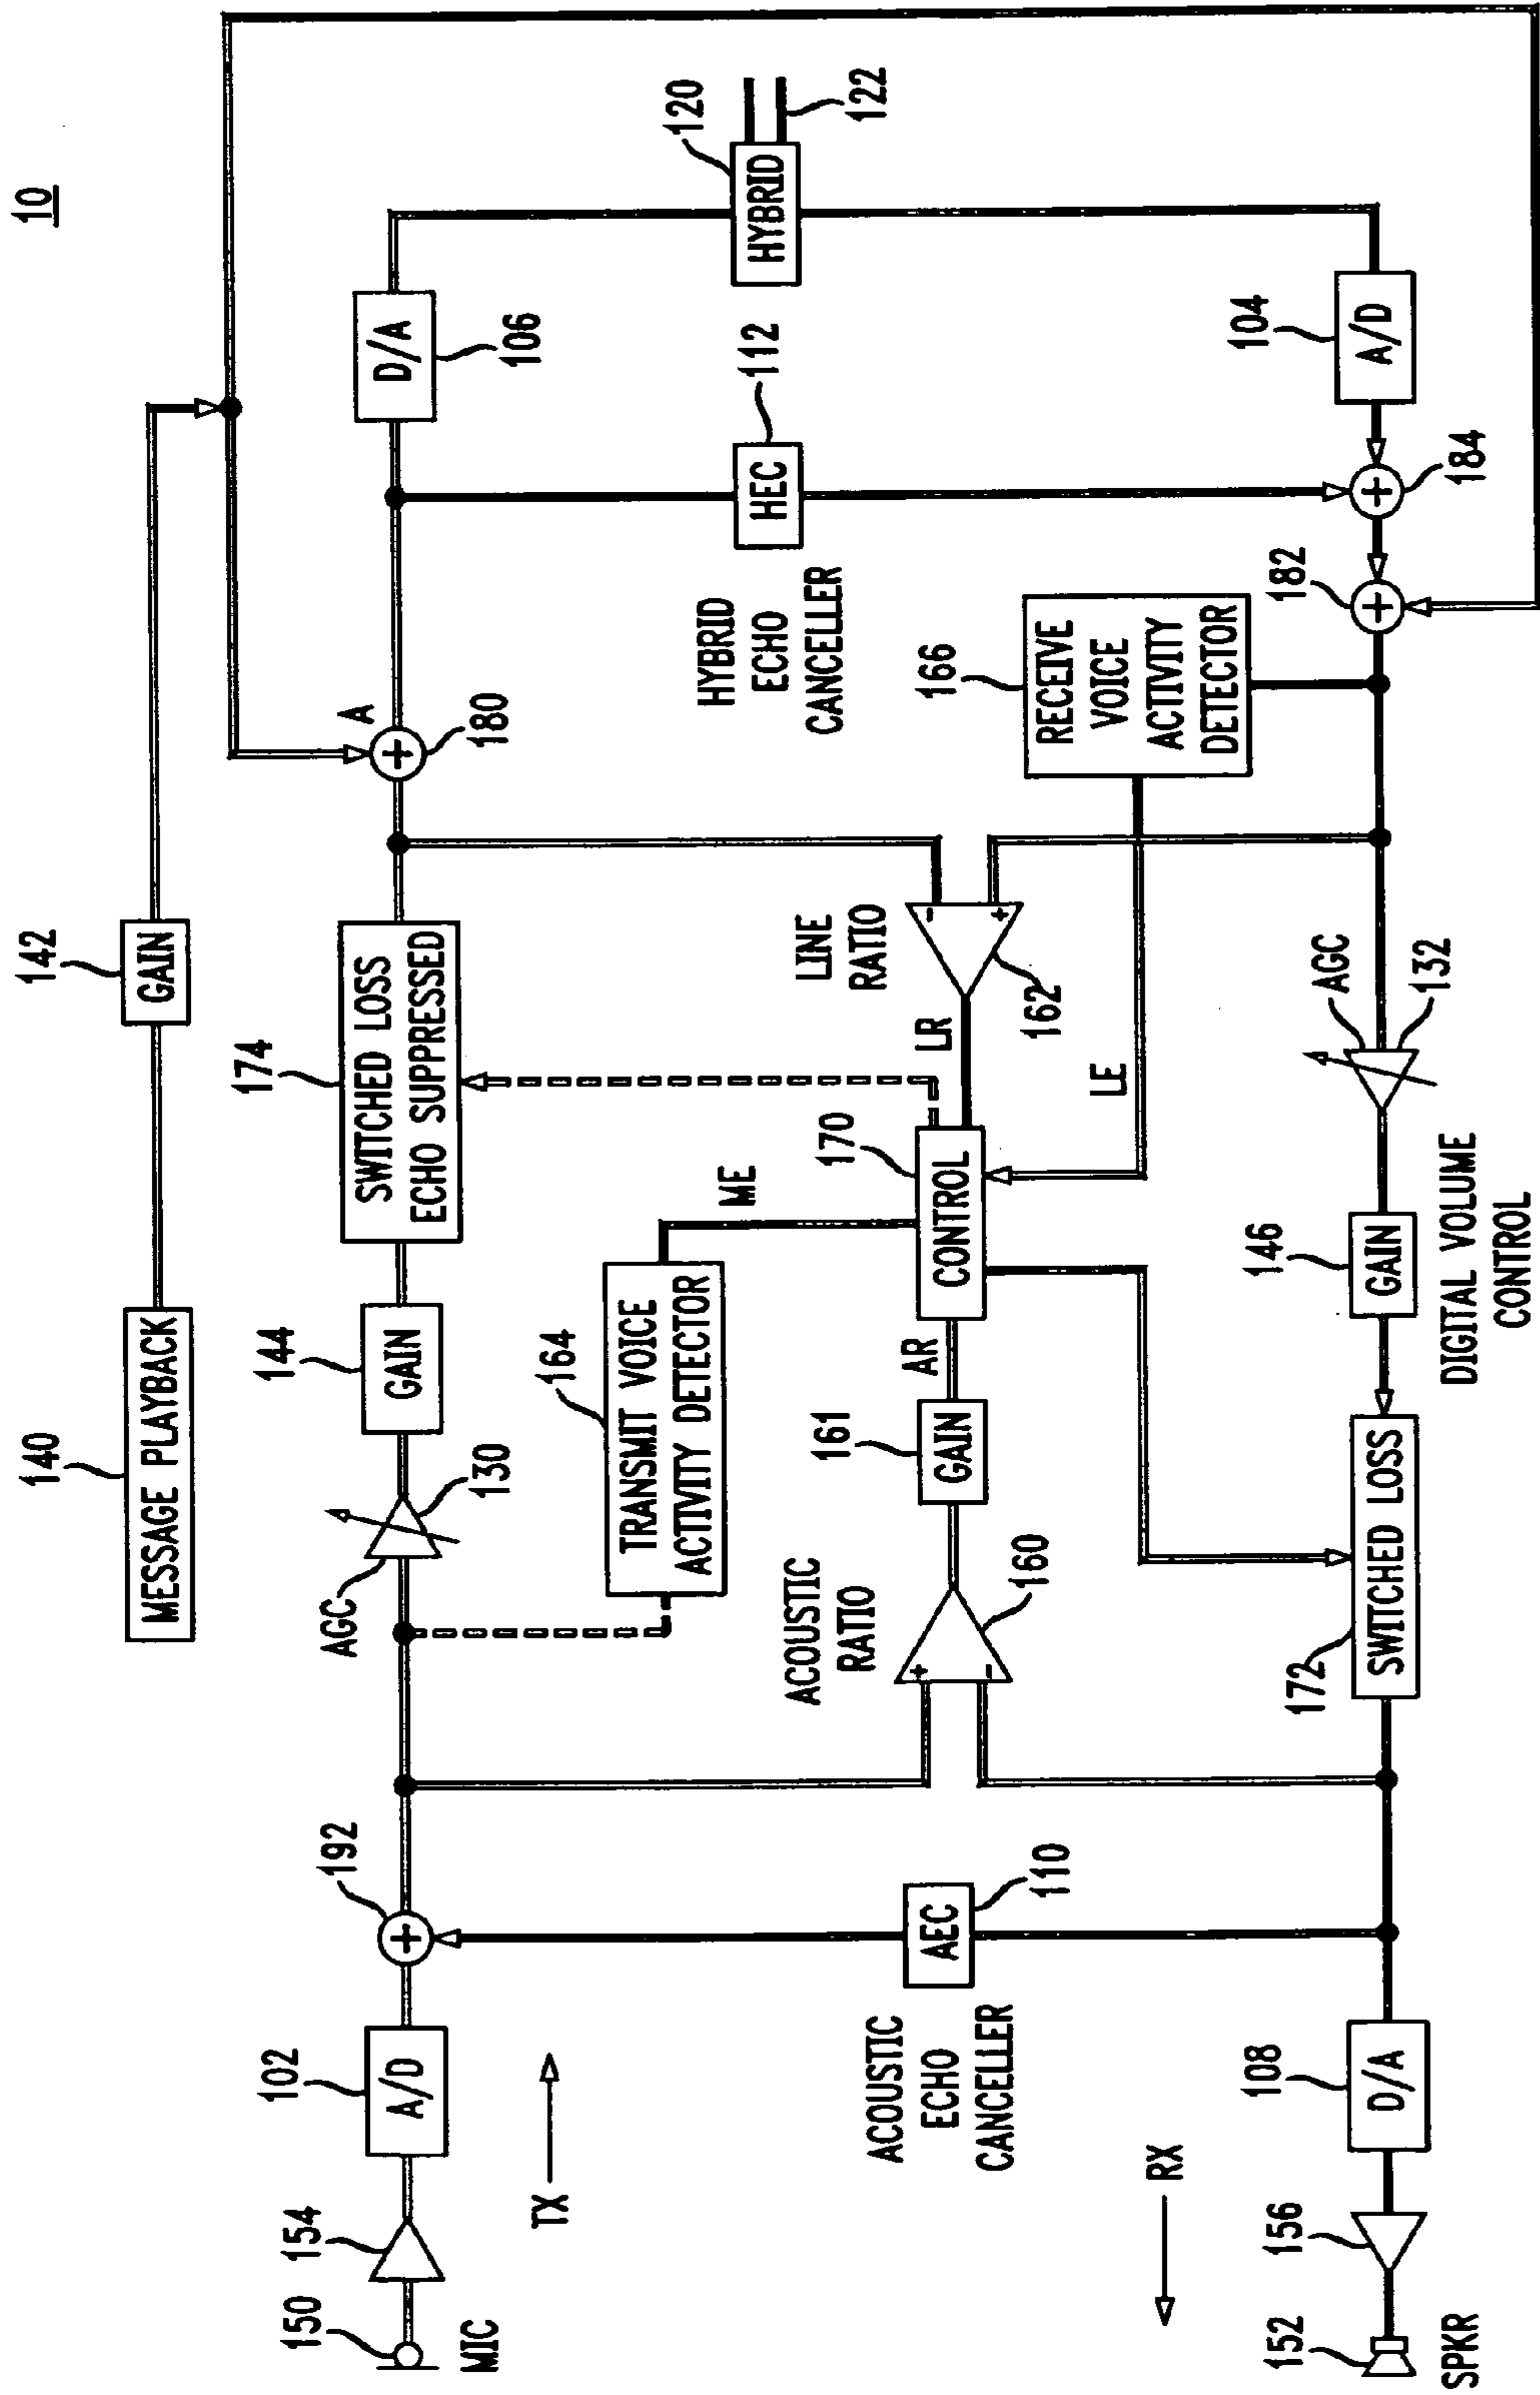 10
140
MESSAGE PLAYBACK
142
GAIN
150
MIC
154
102
A/D
192
AGC
130
144
GAIN
174
SWITCHED LOSS
ECHO SUPPRESSED
180
A
106
D/A
TX
164
TRANSMIT VOICE
ACTIVITY DETECTOR
ME
HYBRID
ECHO
CANCELLER
112
HEC
120
HYBRID
122
ACOUSTIC
ECHO
CANCELLER
AEC
110
ACOUSTIC
RATIO
+
-
160
161
GAIN
AR
170
CONTROL
LR
LINE
RATIO
-
+
162
LE
166
RECEIVE
VOICE
ACTIVITY
DETECTOR
RX
152
SPKR
156
108
D/A
172
SWITCHED LOSS
146
GAIN
DIGITAL VOLUME
CONTROL
AGC
132
182
184
104
A/D
+
+
+
+